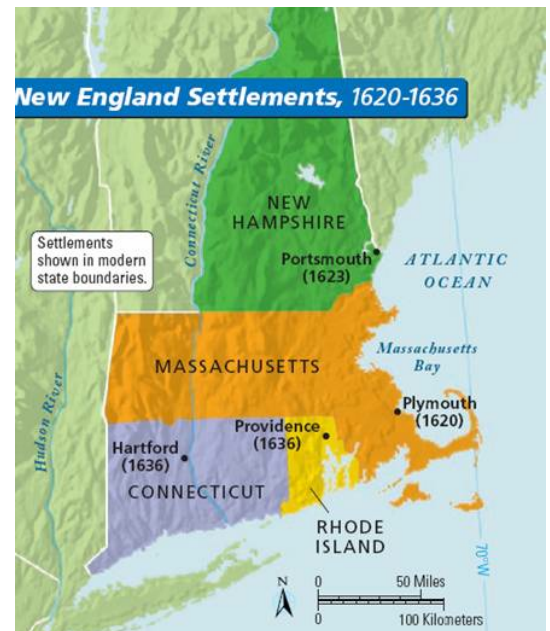 New England Settlements, 1620-1636
Connecticut River
NEW
HAMPSHIRE
Settlements
shown in modern
state boundaries.
Portsmouth
(1623)
ATLANTIC
OCEAN
Massachusetts
Bay
MASSACHUSETTS
Hudson River
Plymouth
(1620)
Providence
(1636)
Hartford
(1636)
CONNECTICUT
RHODE
ISLAND
70°W
N
0 50 Miles
0 100 Kilometers